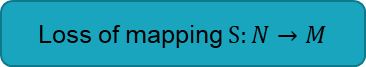 Loss of mapping S: N → M